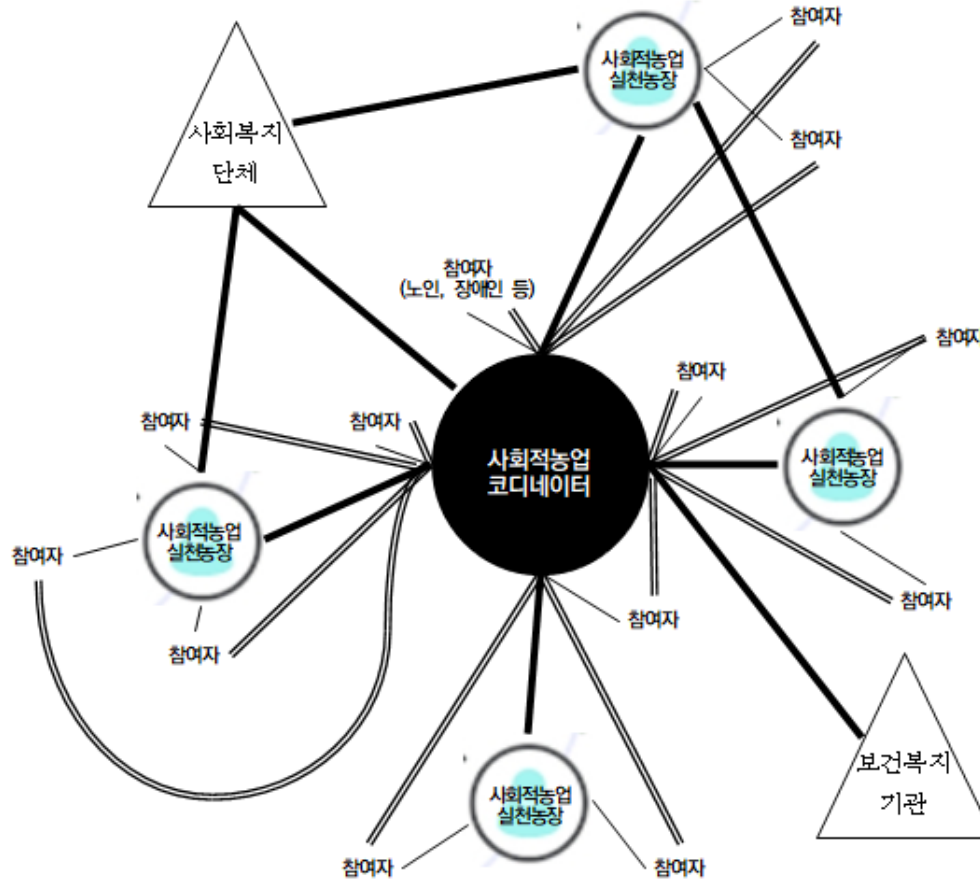 참여자
사회적농업
실천농장
사회복지
단체
참여자
참여자
(노인, 장애인 등)
참여자
참여자
참여자
참여자
사회적농업
코디네이터
사회적농업
실천농장
사회적농업
실천농장
참여자
참여자
참여자
참여자
보건복지
기관
사회적농업
실천농장
참여자
참여자